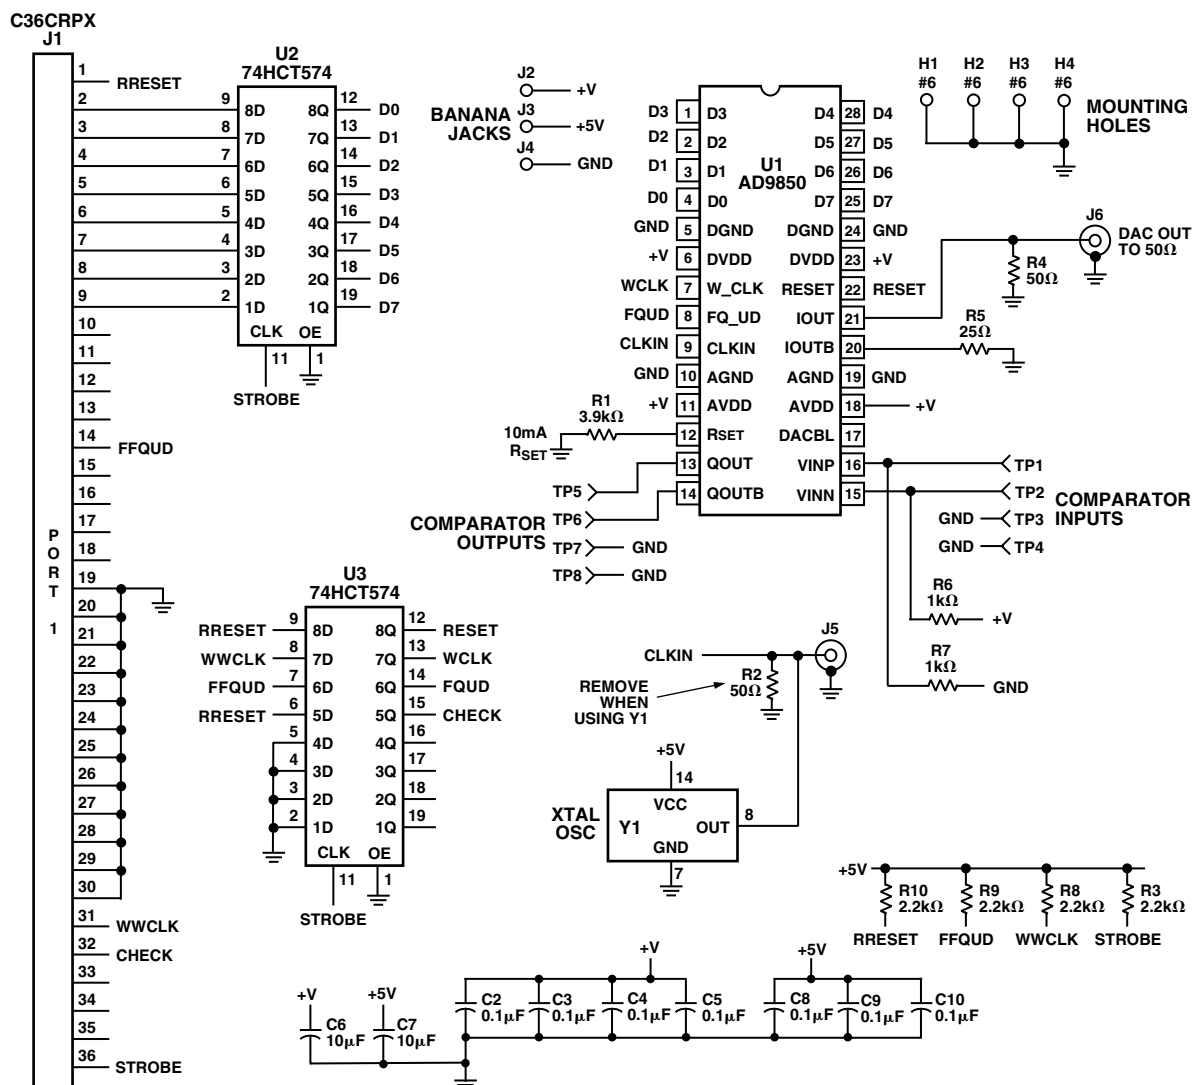 C36CRPX
J1
1 RRESET
2
3
4
5
6
7
8
9
10
11
12
13
14 FFQUD
15
16
17
18
19
20
21
22
23
24
25
26
27
28
29
30
31 WWCLK
32 CHECK
33
34
35
36 STROBE
PORT 1
U2
74HCT574
9 8D 8Q 12 D0
8 7D 7Q 13 D1
7 6D 6Q 14 D2
6 5D 5Q 15 D3
5 4D 4Q 16 D4
4 3D 3Q 17 D5
3 2D 2Q 18 D6
2 1D 1Q 19 D7
CLK OE
11 1
STROBE
BANANA
JACKS
J2 +V
J3 +5V
J4 GND
U1
AD9850
D3 1 D3 D4 28 D4
D2 2 D2 D5 27 D5
D1 3 D1 D6 26 D6
D0 4 D0 D7 25 D7
GND 5 DGND DGND 24 GND
+V 6 DVDD DVDD 23 +V
WCLK 7 W_CLK RESET 22 RESET
FQUD 8 FQ_UD IOUT 21
CLKIN 9 CLKIN IOUTB 20
GND 10 AGND AGND 19 GND
+V 11 AVDD AVDD 18 +V
12 RSET DACBL 17
13 QOUT VINP 16
14 QOUTB VINN 15
R1
3.9kΩ
10mA
RSET
TP5
TP6
TP7 GND
TP8 GND
COMPARATOR
OUTPUTS
H1 H2 H3 H4
#6 #6 #6 #6
MOUNTING
HOLES
J6
DAC OUT
TO 50Ω
R4
50Ω
R5
25Ω
TP1
TP2
GND TP3
GND TP4
COMPARATOR
INPUTS
R6
1kΩ
+V
R7
1kΩ
GND
U3
74HCT574
RRESET 9 8D 8Q 12 RESET
WWCLK 8 7D 7Q 13 WCLK
FFQUD 7 6D 6Q 14 FQUD
RRESET 6 5D 5Q 15 CHECK
5 4D 4Q 16
4 3D 3Q 17
3 2D 2Q 18
2 1D 1Q 19
CLK OE
11 1
STROBE
CLKIN
J5
R2
50Ω
REMOVE
WHEN
USING Y1
+5V
14
XTAL
OSC
VCC
Y1 OUT 8
GND
7
+5V
R10
2.2kΩ
R9
2.2kΩ
R8
2.2kΩ
R3
2.2kΩ
RRESET FFQUD WWCLK STROBE
+V
C6
10μF
+5V
C7
10μF
+V
C2
0.1μF
C3
0.1μF
C4
0.1μF
C5
0.1μF
+5V
C8
0.1μF
C9
0.1μF
C10
0.1μF